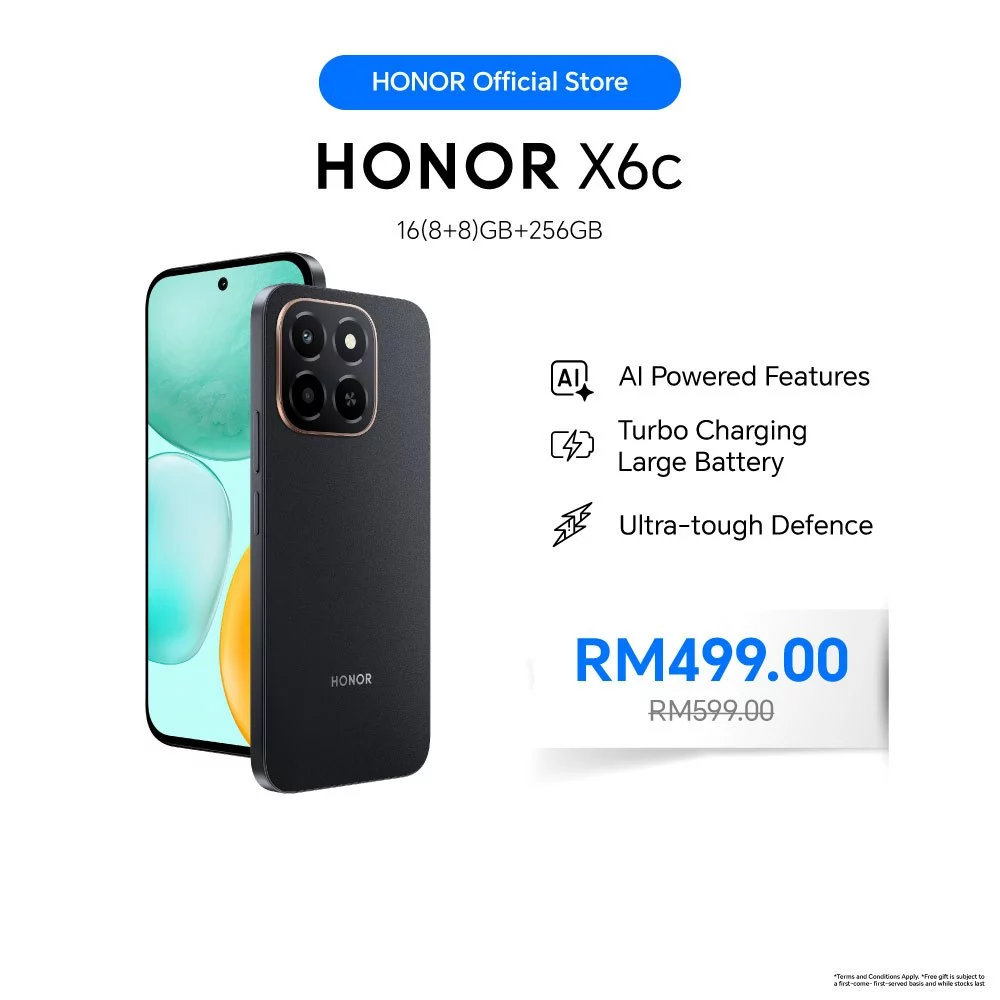 HONOR Official Store
HONOR X6c
16(8+8)GB+256GB
AI
AI Powered Features
Turbo Charging
Large Battery
Ultra-tough Defence
HONOR
RM499.00
RM599.00
*Terms and Conditions Apply. *Free gift is subject to
a first-come- first-served basis and while stocks last